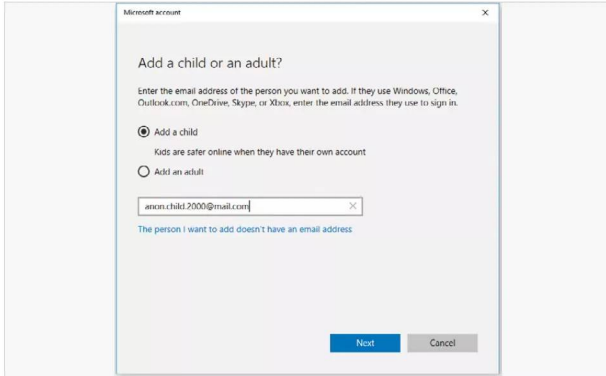 Microsoft account
Add a child or an adult?
Enter the email address of the person you want to add. If they use Windows, Office,
Outlook.com, OneDrive, Skype, or Xbox, enter the email address they use to sign in.
Add a child
Kids are safer online when they have their own account
Add an adult
anon.child.2000@mail.com
The person I want to add doesn't have an email address
Next Cancel